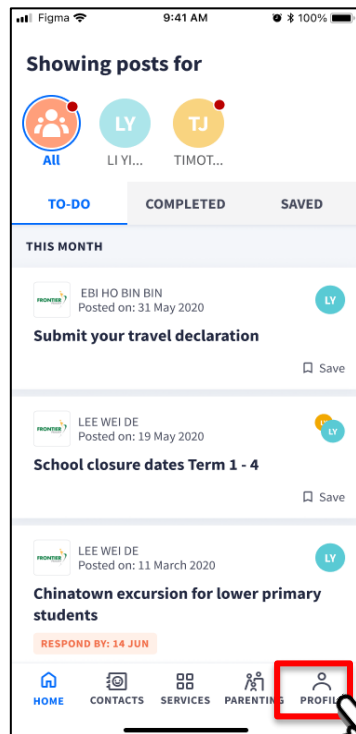 Figma 9:41 AM 100%
Showing posts for
LY TJ
All LI YI... TIMOT...
TO-DO COMPLETED SAVED
THIS MONTH
FRONTIER EBI HO BIN BIN
Posted on: 31 May 2020
LY
Submit your travel declaration
Save
FRONTIER LEE WEI DE
Posted on: 19 May 2020
LY
School closure dates Term 1 - 4
Save
FRONTIER LEE WEI DE
Posted on: 11 March 2020
LY
Chinatown excursion for lower primary
students
RESPOND BY: 14 JUN
HOME CONTACTS SERVICES PARENTING PROFIL